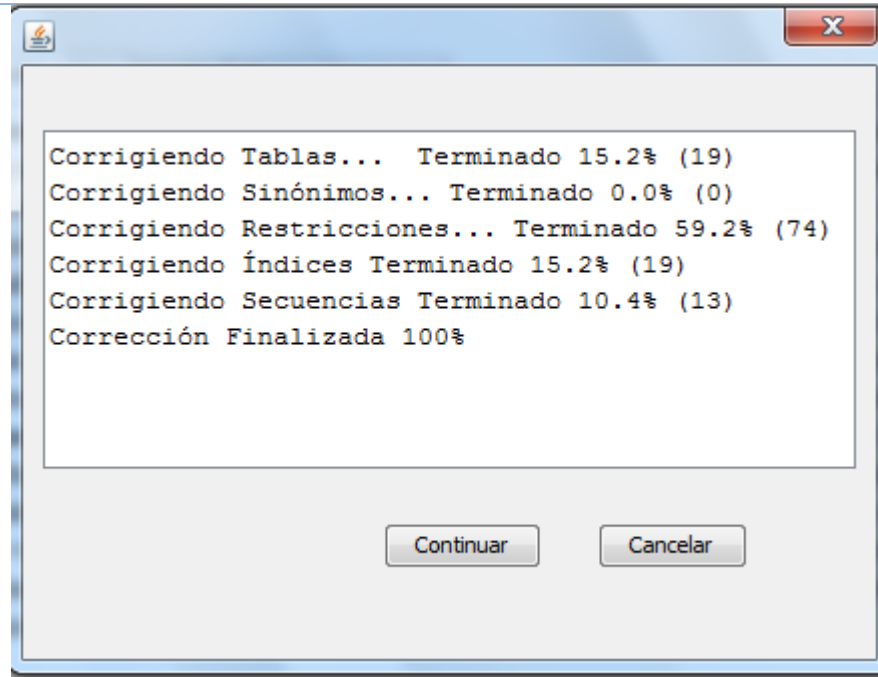 Corrigiendo Tablas...  Terminado 15.2% (19)
Corrigiendo Sinónimos... Terminado 0.0% (0)
Corrigiendo Restricciones... Terminado 59.2% (74)
Corrigiendo Índices Terminado 15.2% (19)
Corrigiendo Secuencias Terminado 10.4% (13)
Corrección Finalizada 100%
Continuar Cancelar